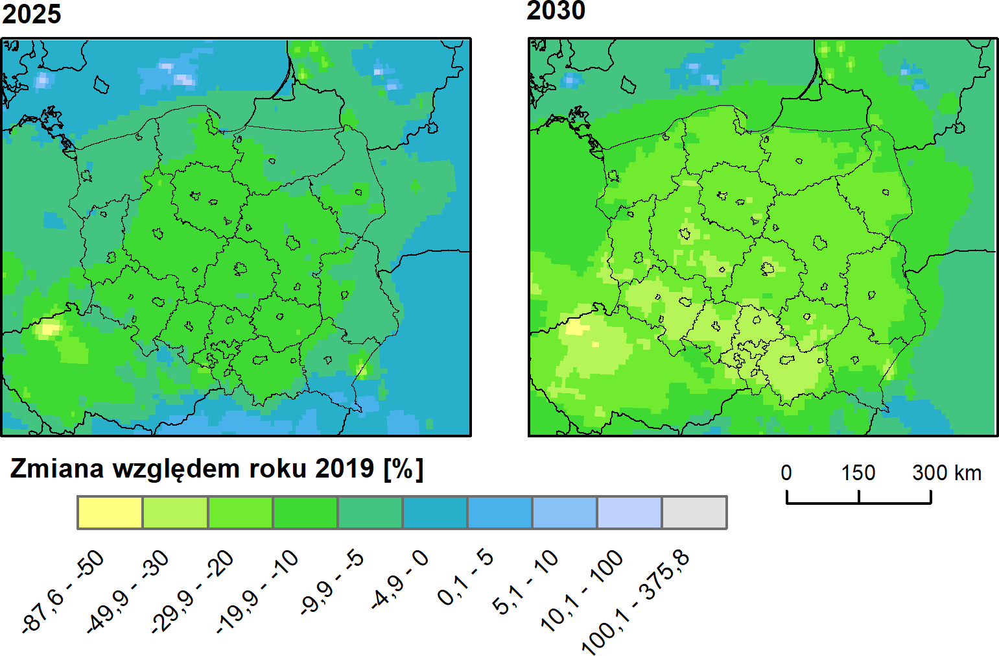 2025
2030
Zmiana względem roku 2019 [%]
0 150 300 km
-87,6 - -50
-49,9 - -30
-29,9 - -20
-19,9 - -10
-9,9 - -5
-4,9 - 0
0,1 - 5
5,1 - 10
10,1 - 100
100,1 - 375,8